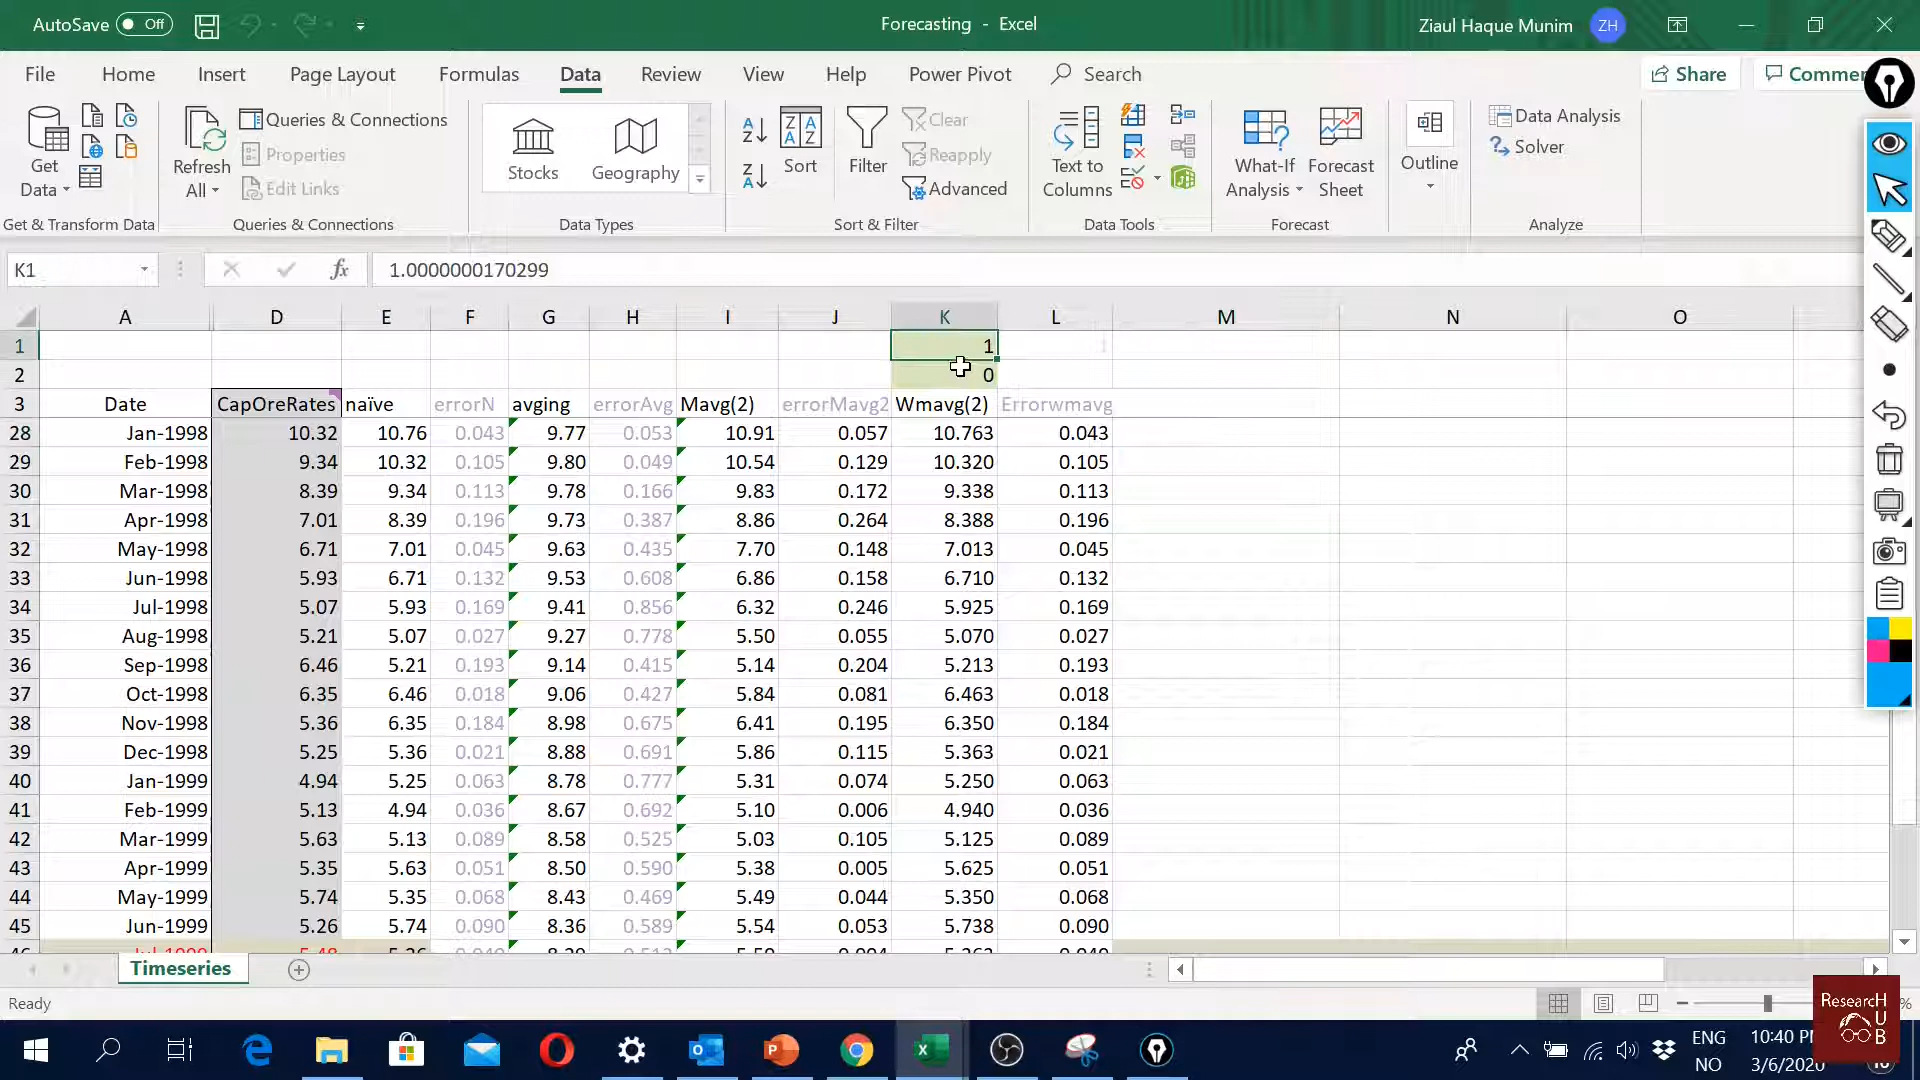 AutoSave Off Forecasting - Excel Ziaul Haque Munim ZH
File Home Insert Page Layout Formulas Data Review View Help Power Pivot Search Share
Get Data Refresh All Queries & Connections Properties Edit Links Stocks Geography Sort Filter Clear Reapply Advanced Text to Columns What-If Analysis Forecast Sheet Outline Data Analysis Solver
Get & Transform Data Queries & Connections Data Types Sort & Filter Data Tools Forecast Analyze
K1 fx 1.0000000170299
A D E F G H I J K L M N O
1 1
2 0
3 Date CapOreRates naïve errorN avging errorAvg Mavg(2) errorMavg2 Wmavg(2) Errorwmavg
28 Jan-1998 10.32 10.76 0.043 9.77 0.053 10.91 0.057 10.763 0.043
29 Feb-1998 9.34 10.32 0.105 9.80 0.049 10.54 0.129 10.320 0.105
30 Mar-1998 8.39 9.34 0.113 9.78 0.166 9.83 0.172 9.338 0.113
31 Apr-1998 7.01 8.39 0.196 9.73 0.387 8.86 0.264 8.388 0.196
32 May-1998 6.71 7.01 0.045 9.63 0.435 7.70 0.148 7.013 0.045
33 Jun-1998 5.93 6.71 0.132 9.53 0.608 6.86 0.158 6.710 0.132
34 Jul-1998 5.07 5.93 0.169 9.41 0.856 6.32 0.246 5.925 0.169
35 Aug-1998 5.21 5.07 0.027 9.27 0.778 5.50 0.055 5.070 0.027
36 Sep-1998 6.46 5.21 0.193 9.14 0.415 5.14 0.204 5.213 0.193
37 Oct-1998 6.35 6.46 0.018 9.06 0.427 5.84 0.081 6.463 0.018
38 Nov-1998 5.36 6.35 0.184 8.98 0.675 6.41 0.195 6.350 0.184
39 Dec-1998 5.25 5.36 0.021 8.88 0.691 5.86 0.115 5.363 0.021
40 Jan-1999 4.94 5.25 0.063 8.78 0.777 5.31 0.074 5.250 0.063
41 Feb-1999 5.13 4.94 0.036 8.67 0.692 5.10 0.006 4.940 0.036
42 Mar-1999 5.63 5.13 0.089 8.58 0.525 5.03 0.105 5.125 0.089
43 Apr-1999 5.35 5.63 0.051 8.50 0.590 5.38 0.005 5.625 0.051
44 May-1999 5.74 5.35 0.068 8.43 0.469 5.49 0.044 5.350 0.068
45 Jun-1999 5.26 5.74 0.090 8.36 0.589 5.54 0.053 5.738 0.090
Timeseries
Ready
ResearcH
U
B
ENG 10:40
NO 3/6/2020